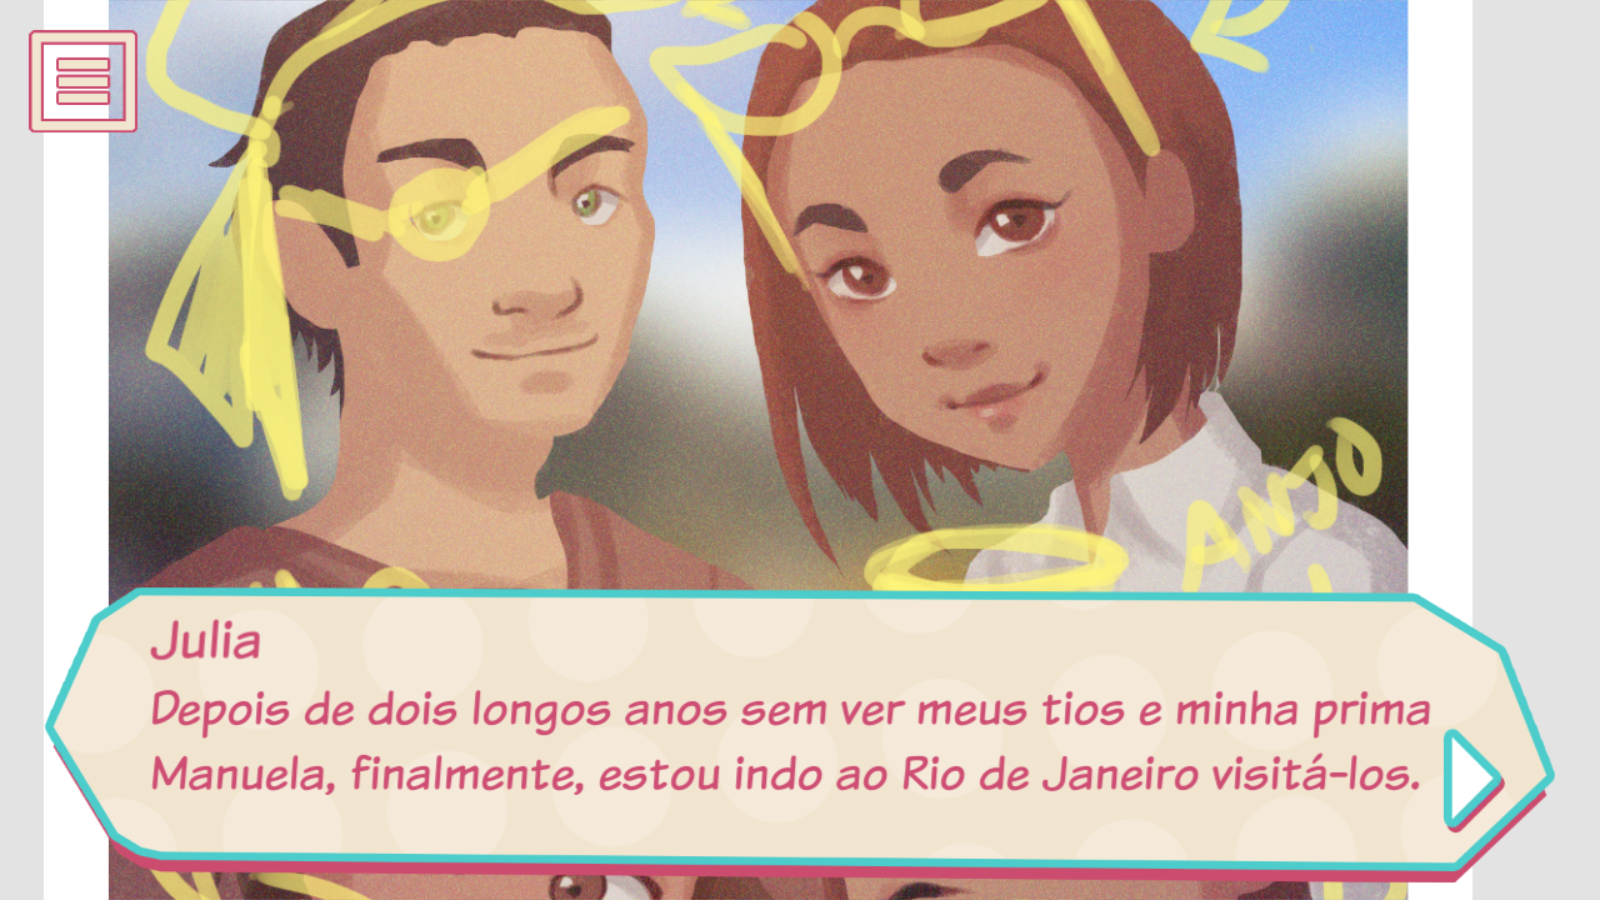 ANJO
Julia
Depois de dois longos anos sem ver meus tios e minha prima
Manuela, finalmente, estou indo ao Rio de Janeiro visitá-los.